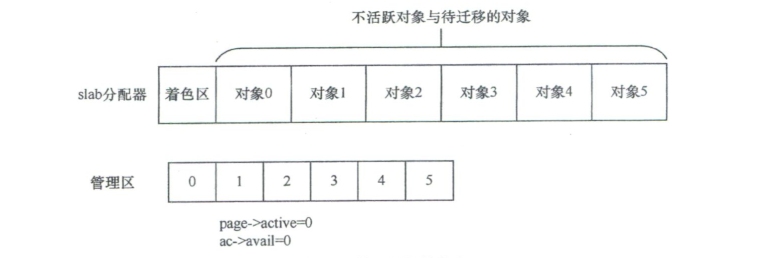 不活跃对象与待迁移的对象
slab分配器 着色区 对象0 对象1 对象2 对象3 对象4 对象5
管理区 0 1 2 3 4 5
page->active=0
ac->avail=0